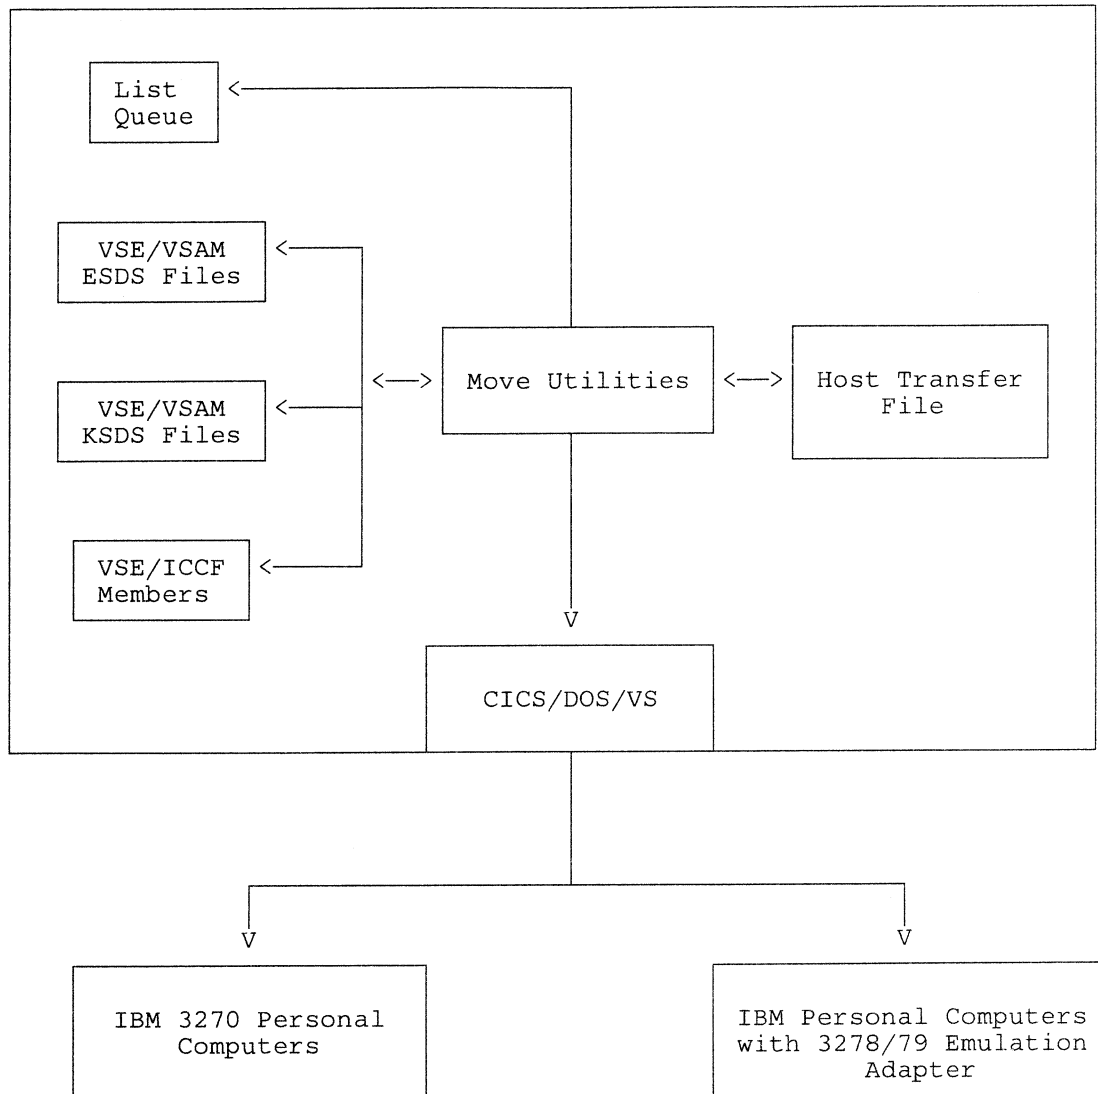 List
Queue
VSE/VSAM
ESDS Files
Move Utilities
Host Transfer
File
VSE/VSAM
KSDS Files
VSE/ICCF
Members
CICS/DOS/VS
IBM 3270 Personal
Computers
IBM Personal Computers
with 3278/79 Emulation
Adapter